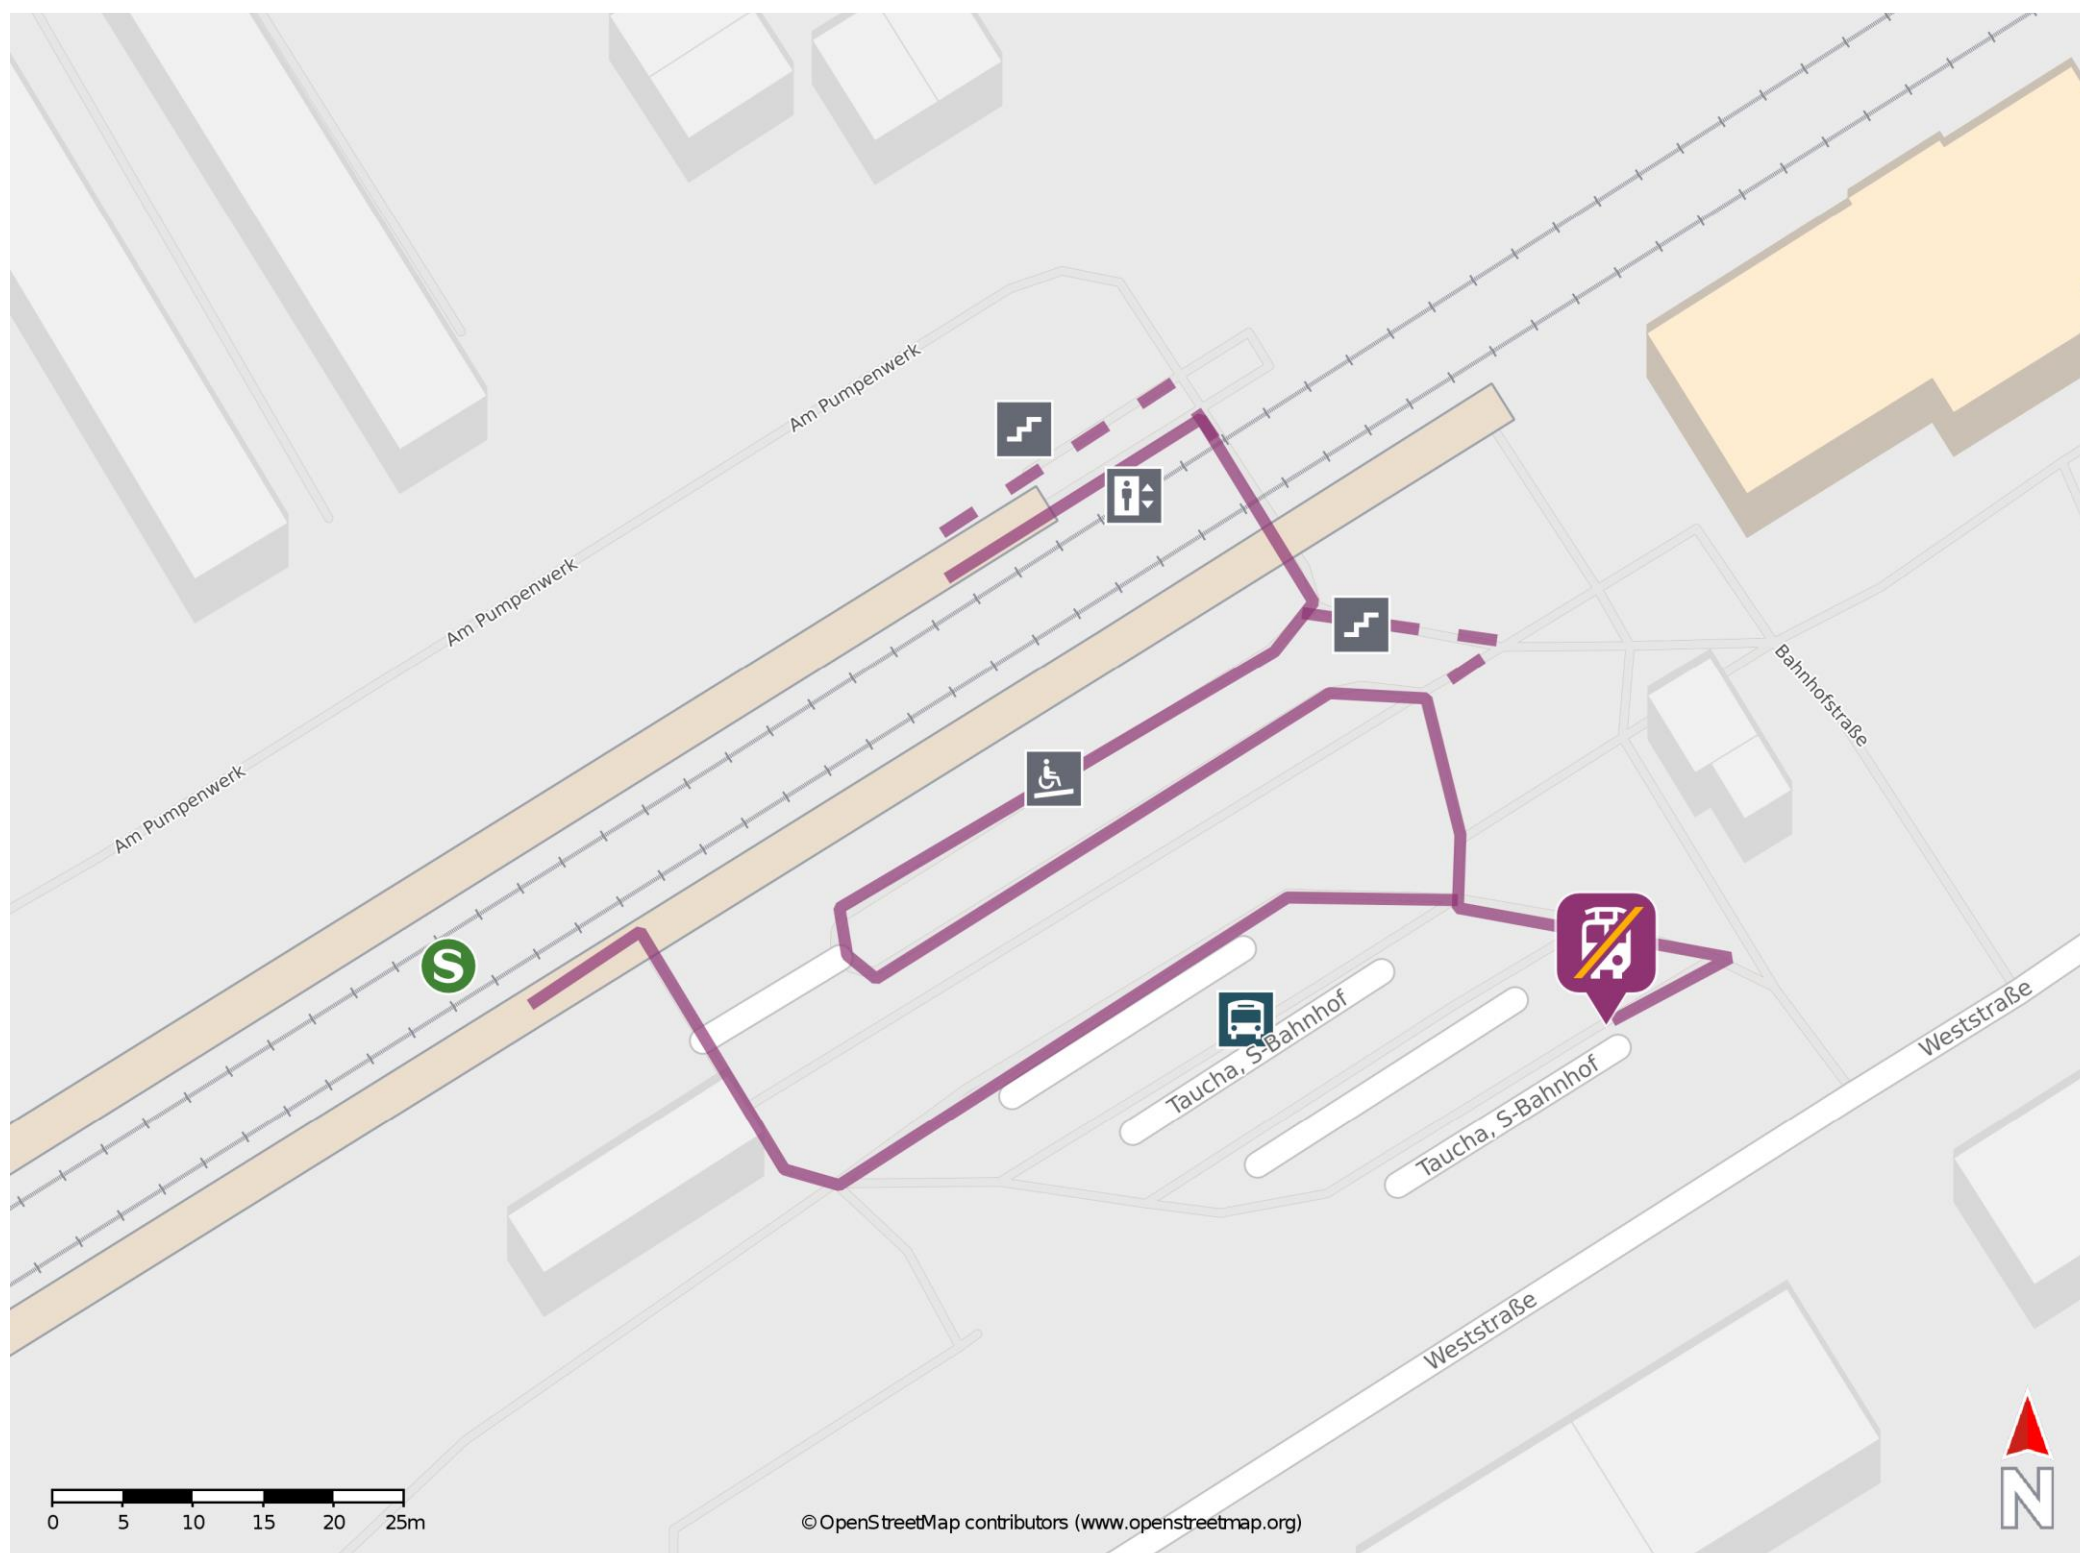 Am Pumpenwerk
Am Pumpenwerk
Am Pumpenwerk
Bahnhofstraße
S
Taucha, S-Bahnhof
Taucha, S-Bahnhof
Weststraße
Weststraße
0 5 10 15 20 25m
© OpenStreetMap contributors (www.openstreetmap.org)
N